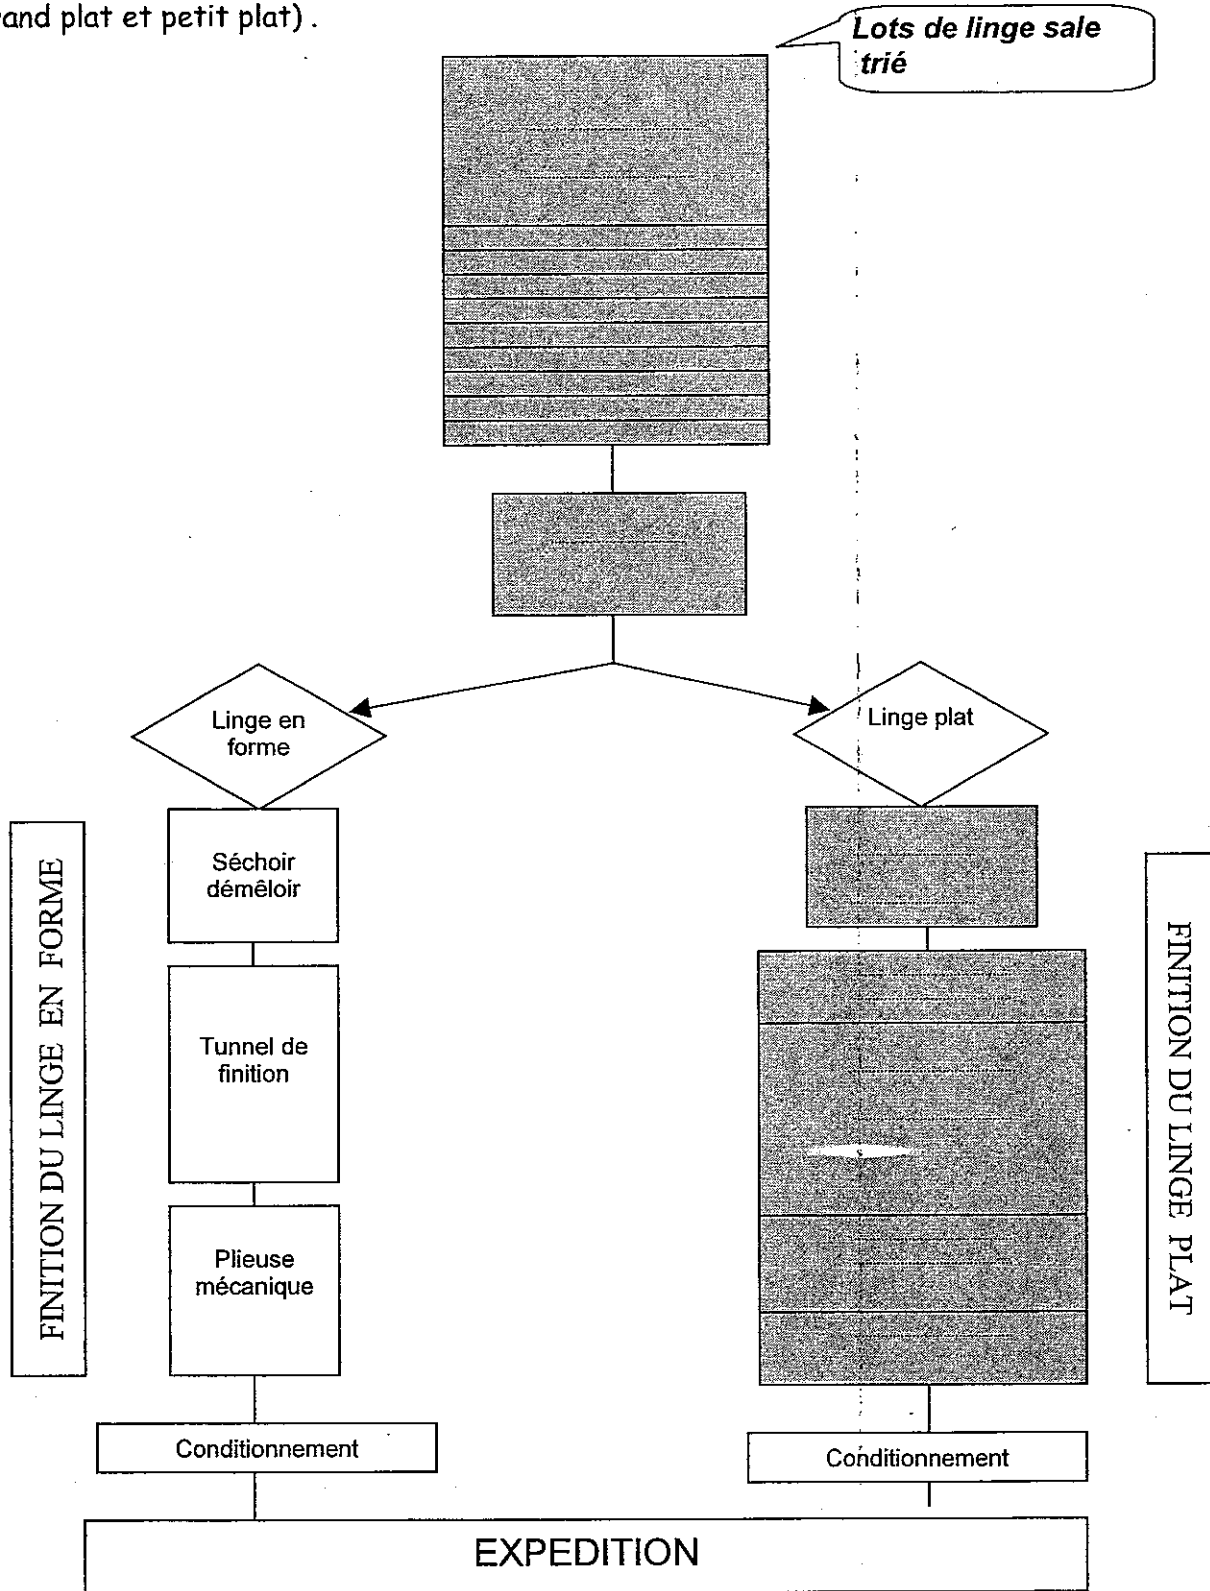 and plat et petit plat) .
Lots de linge sale
trié
Linge en
forme
Linge plat
Séchoir
démêloir
FINITION DU LINGE EN FORME
FINITION DU LINGE PLAT
Tunnel de
finition
Plieuse
mécanique
Conditionnement
Conditionnement
EXPEDITION